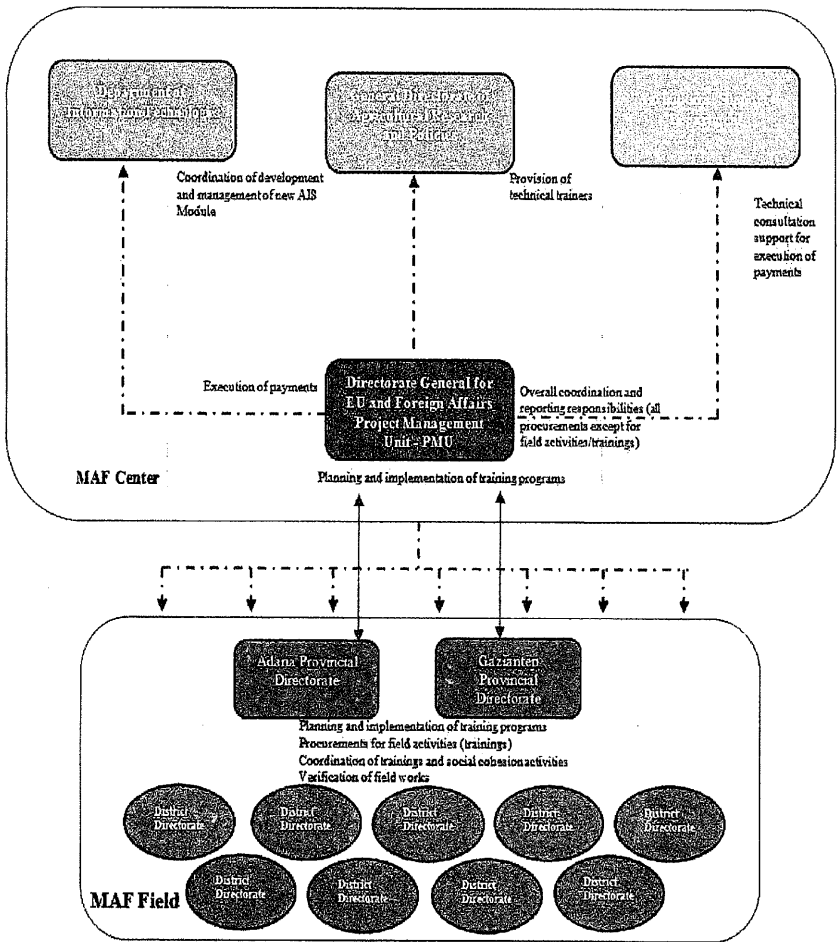 Department of
Information Technology
General Directorate of
Agricultural Research
and Policies
Coordination of development
and management of new AIS
Module
Provision of
technical trainers
Technical
consultation
support for
execution of
payments
Execution of payments
Directorate General for
EU and Foreign Affairs
Project Management
Unit - PMU
Overall coordination and
reporting responsibilities (all
procurements except for
field activities/trainings)
MAF Center
Planning and implementation of training programs
Adana Provincial
Directorate
Gaziantep
Provincial
Directorate
Planning and implementation of training programs
Procurements for field activities (trainings)
Coordination of trainings and social cohesion activities
Verification of field works
District
Directorate
District
Directorate
District
Directorate
District
Directorate
District
Directorate
District
Directorate
District
Directorate
District
Directorate
District
Directorate
MAF Field